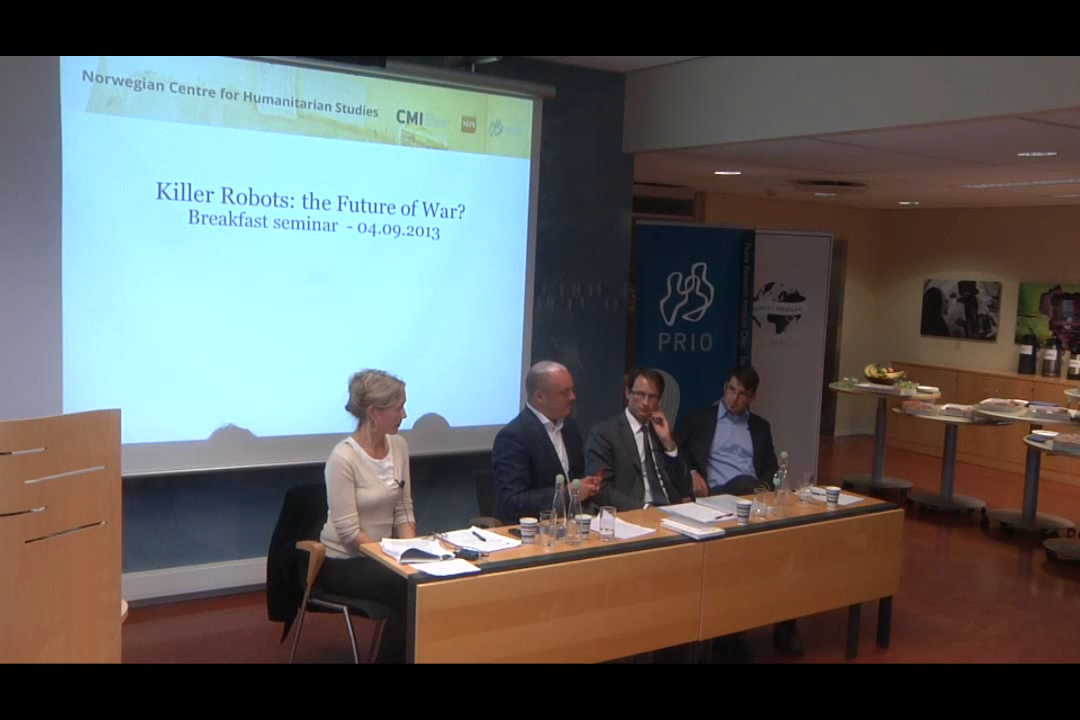 Norwegian Centre for Humanitarian Studies
CMI
Killer Robots: the Future of War?
Breakfast seminar - 04.09.2013
PRIO